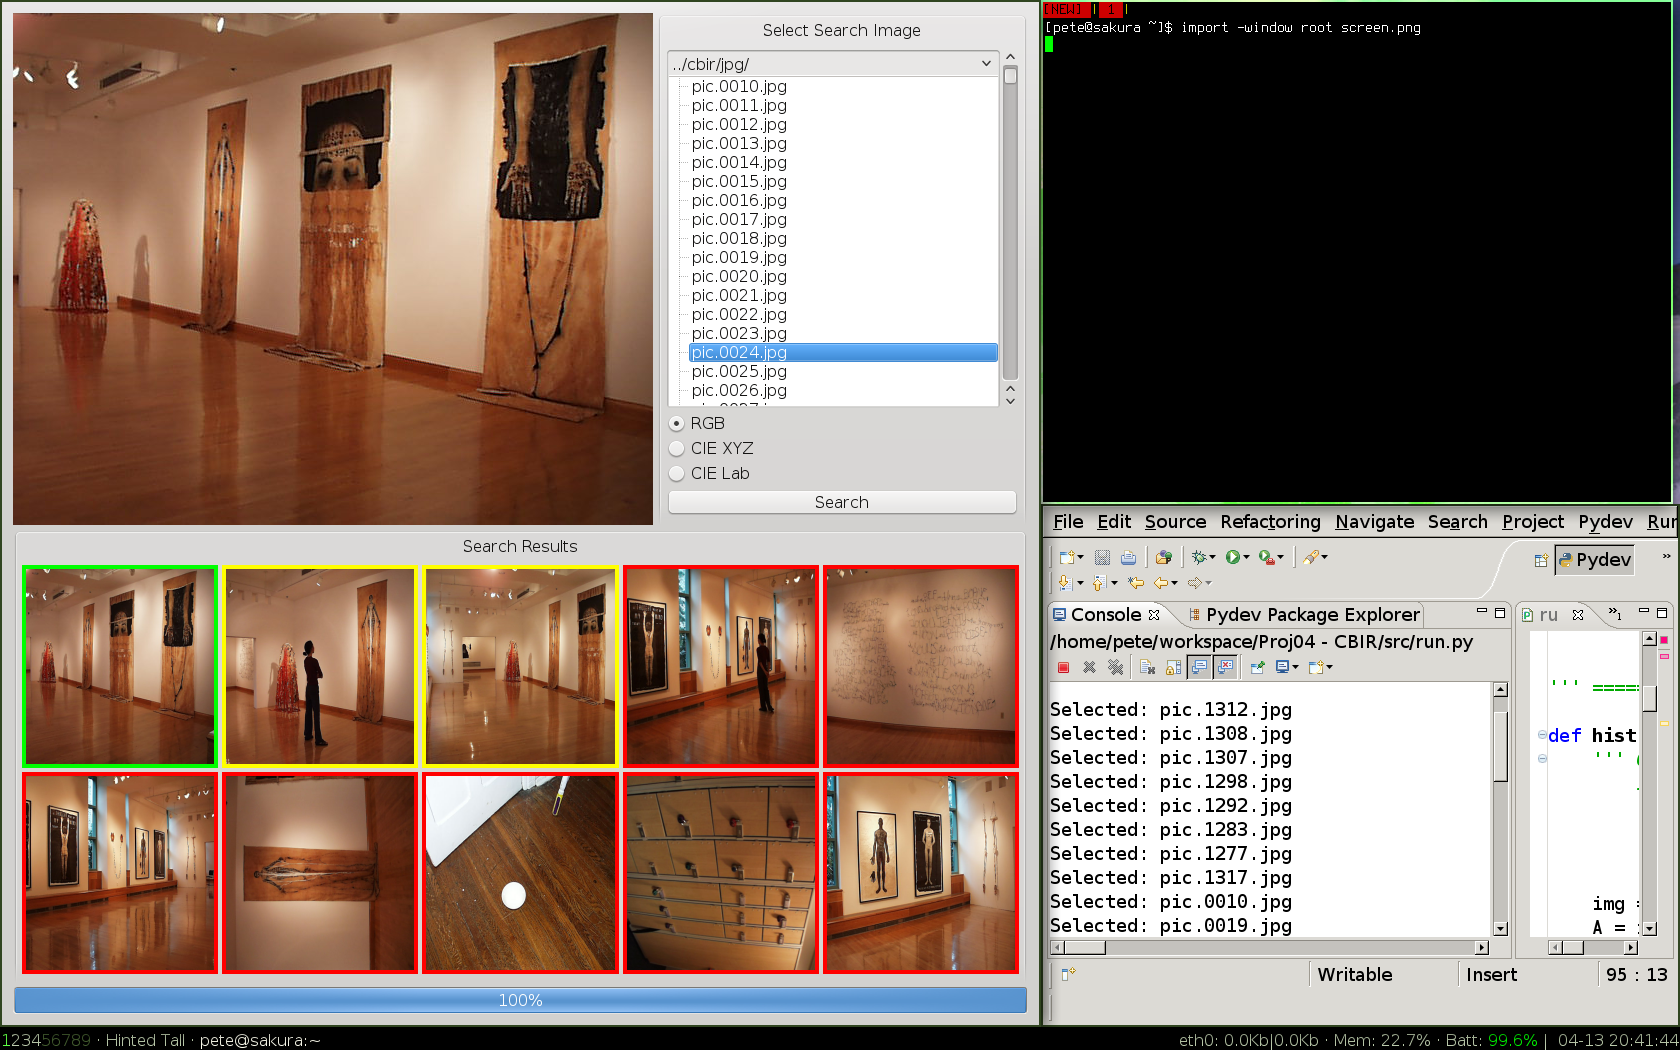 Select Search Image
../cbir/jpg/
pic.0010.jpg
pic.0011.jpg
pic.0012.jpg
pic.0013.jpg
pic.0014.jpg
pic.0015.jpg
pic.0016.jpg
pic.0017.jpg
pic.0018.jpg
pic.0019.jpg
pic.0020.jpg
pic.0021.jpg
pic.0022.jpg
pic.0023.jpg
pic.0024.jpg
pic.0025.jpg
pic.0026.jpg
RGB
CIE XYZ
CIE Lab
Search
Search Results
100%
[NEW] | 1 |
[pete@sakura ~]$ import -window root screen.png
File Edit Source Refactoring Navigate Search Project Pydev Run
Pydev
Console Pydev Package Explorer
ru
/home/pete/workspace/Proj04 - CBIR/src/run.py
Selected: pic.1312.jpg
Selected: pic.1308.jpg
Selected: pic.1307.jpg
Selected: pic.1298.jpg
Selected: pic.1292.jpg
Selected: pic.1283.jpg
Selected: pic.1277.jpg
Selected: pic.1317.jpg
Selected: pic.0010.jpg
Selected: pic.0019.jpg
''' =====
def hist
'''
img =
A =
Writable Insert 95 : 13
123456789 · Hinted Tall · pete@sakura:~
eth0: 0.0Kb|0.0Kb · Mem: 22.7% · Batt: 99.6% | 04-13 20:41:44